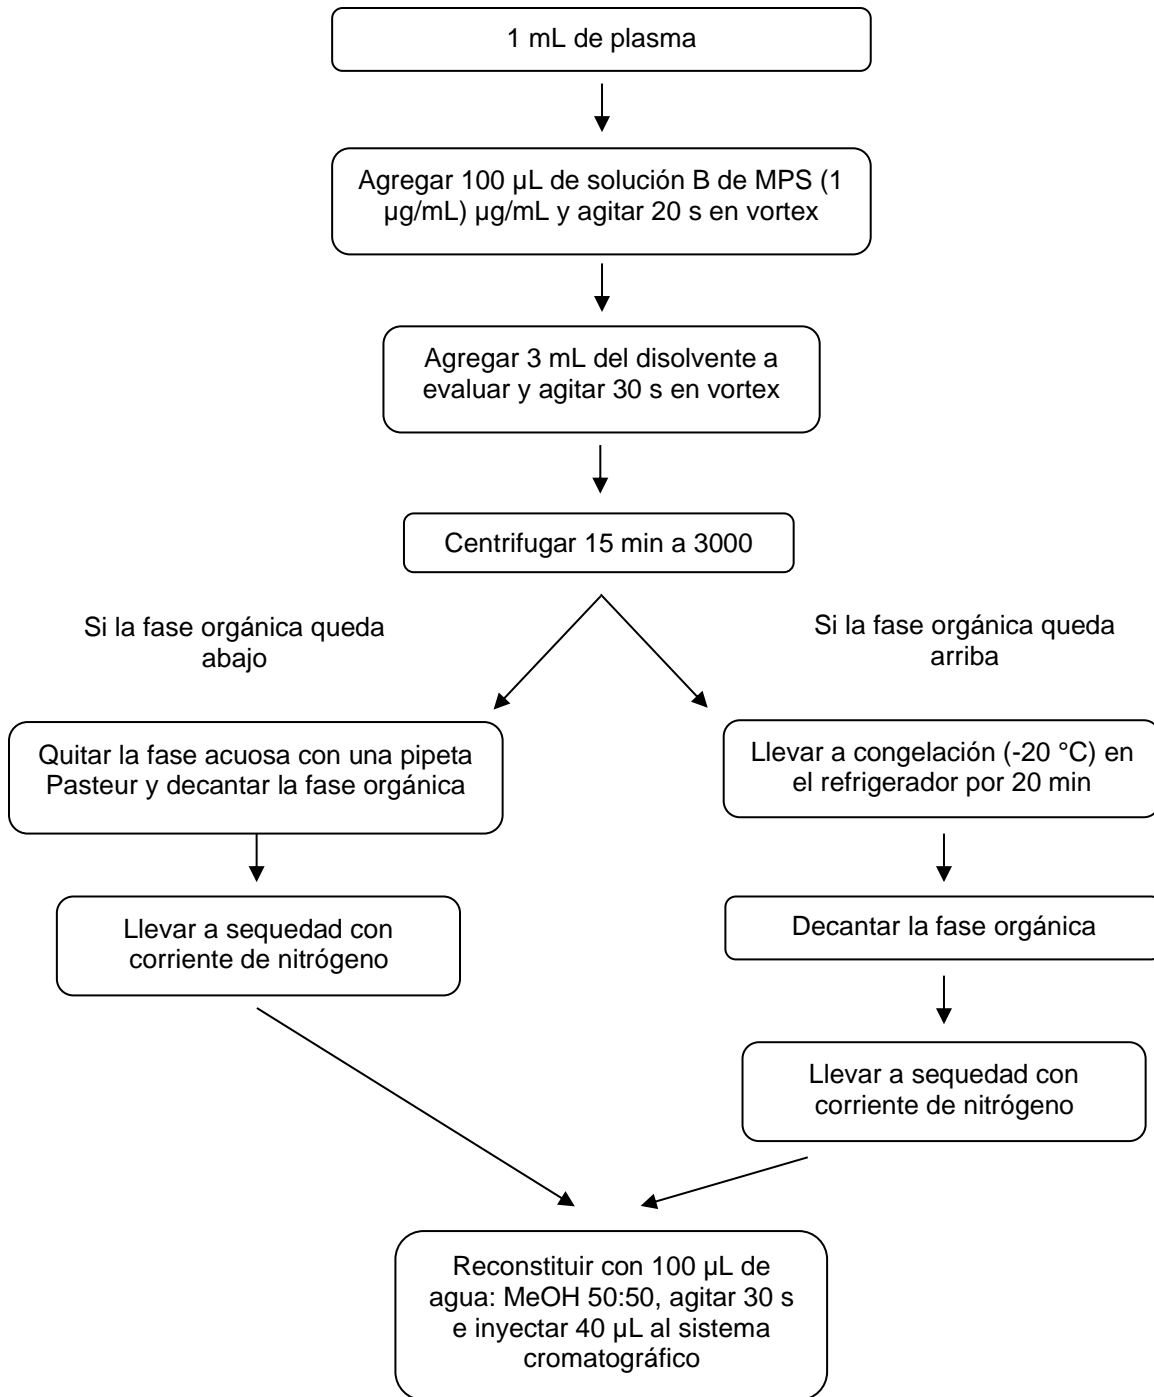 1 mL de plasma
Agregar 100 µL de solución B de MPS (1
µg/mL) µg/mL y agitar 20 s en vortex
Agregar 3 mL del disolvente a
evaluar y agitar 30 s en vortex
Centrifugar 15 min a 3000
Si la fase orgánica queda
abajo
Si la fase orgánica queda
arriba
Quitar la fase acuosa con una pipeta
Pasteur y decantar la fase orgánica
Llevar a congelación (-20 °C) en
el refrigerador por 20 min
Llevar a sequedad con
corriente de nitrógeno
Decantar la fase orgánica
Llevar a sequedad con
corriente de nitrógeno
Reconstituir con 100 µL de
agua: MeOH 50:50, agitar 30 s
e inyectar 40 µL al sistema
cromatográfico